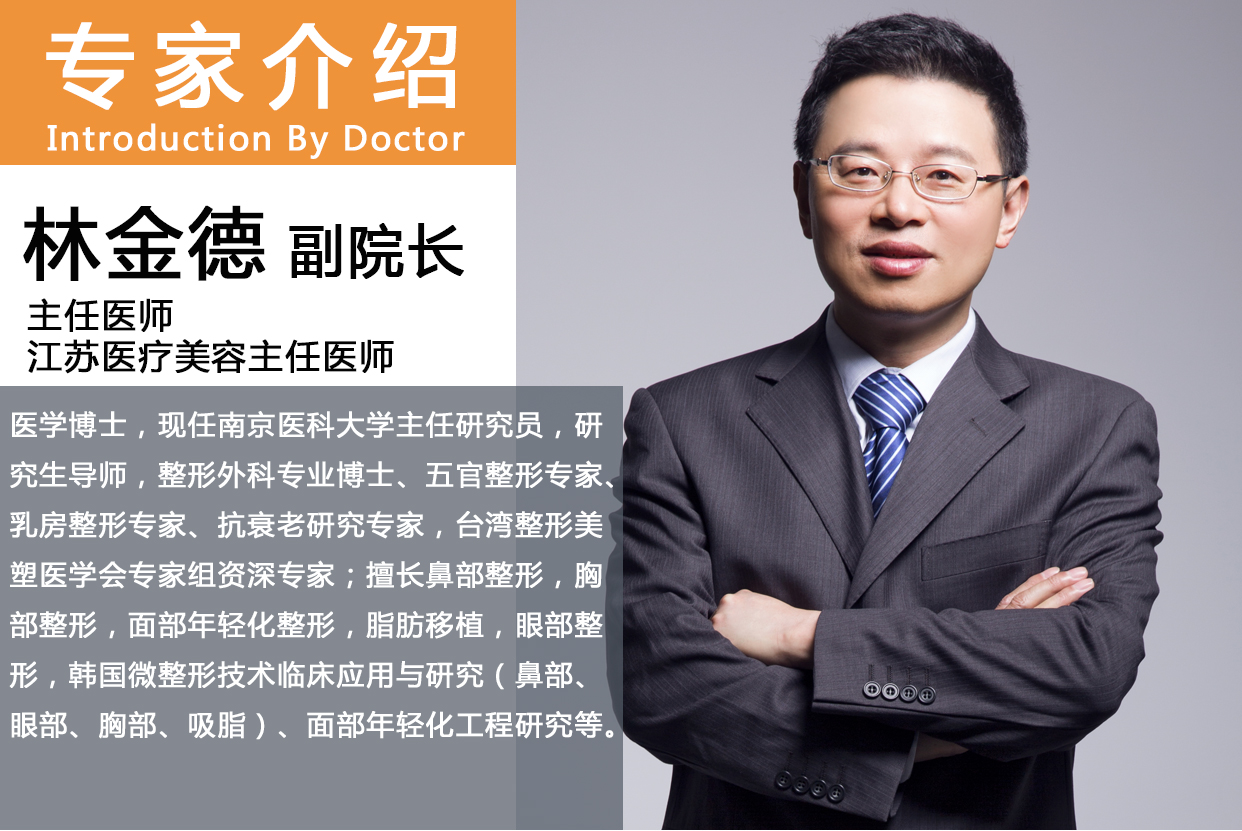 专家介绍
Introduction By Doctor
林金德 副院长
主任医师
江苏医疗美容主任医师
医学博士，现任南京医科大学主任研究员，研
究生导师，整形外科专业博士、五官整形专家、
乳房整形专家、抗衰老研究专家，台湾整形美
塑医学会专家组资深专家；擅长鼻部整形，胸
部整形，面部年轻化整形，脂肪移植，眼部整
形，韩国微整形技术临床应用与研究（鼻部、
眼部、胸部、吸脂）、面部年轻化工程研究等。